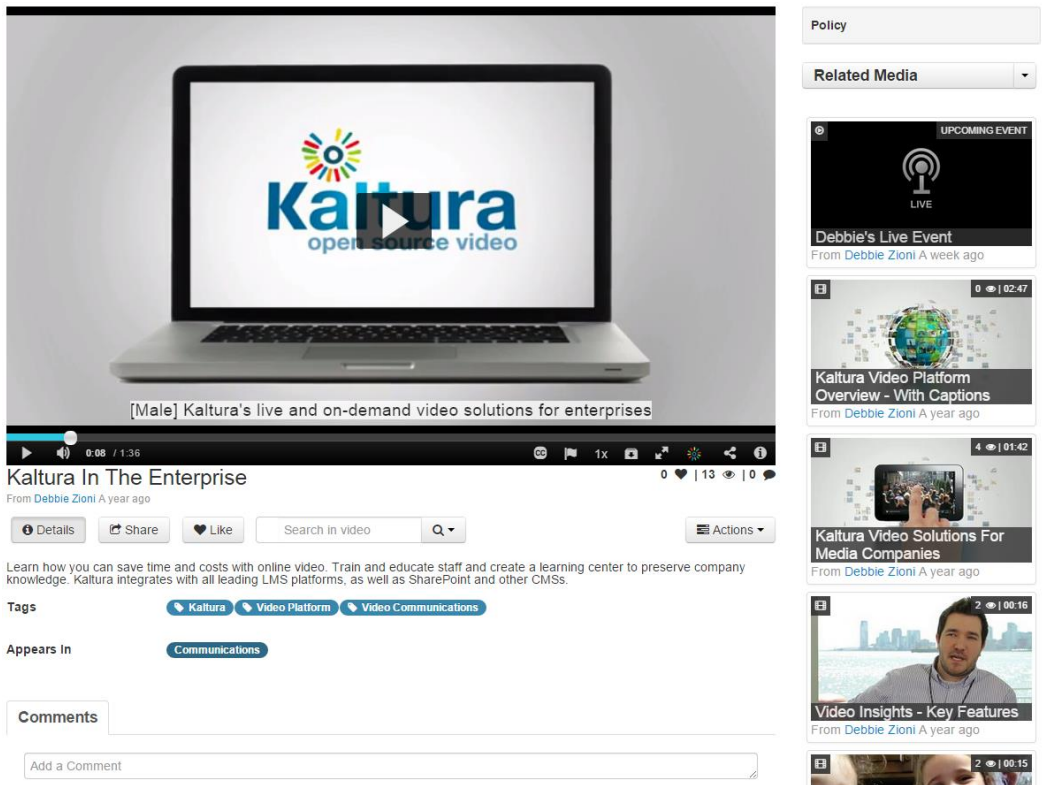 Kaltura
open source video
[Male] Kaltura's live and on-demand video solutions for enterprises
0:08 / 1:36
CC
1x
Kaltura In The Enterprise
0 | 13 | 0
From Debbie Zioni A year ago
Details
Share
Like
Search in video
Actions
Learn how you can save time and costs with online video. Train and educate staff and create a learning center to preserve company
knowledge. Kaltura integrates with all leading LMS platforms, as well as SharePoint and other CMSs.
Tags
Kaltura
Video Platform
Video Communications
Appears In
Communications
Comments
Add a Comment
Policy
Related Media
UPCOMING EVENT
LIVE
Debbie's Live Event
From Debbie Zioni A week ago
0 | 02:47
Kaltura Video Platform
Overview - With Captions
From Debbie Zioni A year ago
4 | 01:42
Kaltura Video Solutions For
Media Companies
From Debbie Zioni A year ago
2 | 00:16
Video Insights - Key Features
From Debbie Zioni A year ago
2 | 00:15